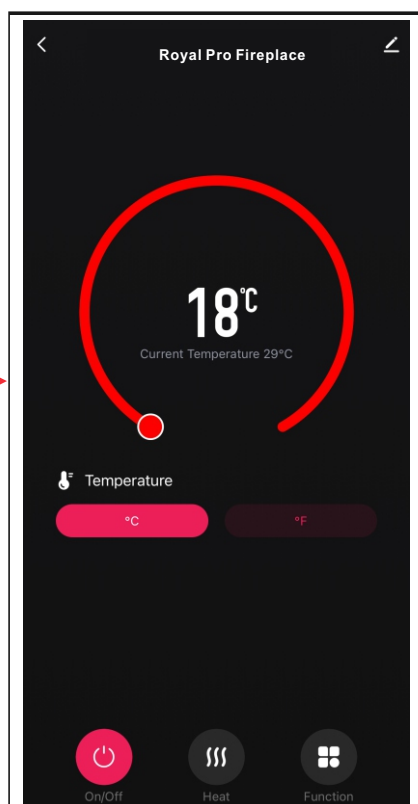 Royal Pro Fireplace
18°C
Current Temperature 29°C
Temperature
°C °F
On/Off Heat Function